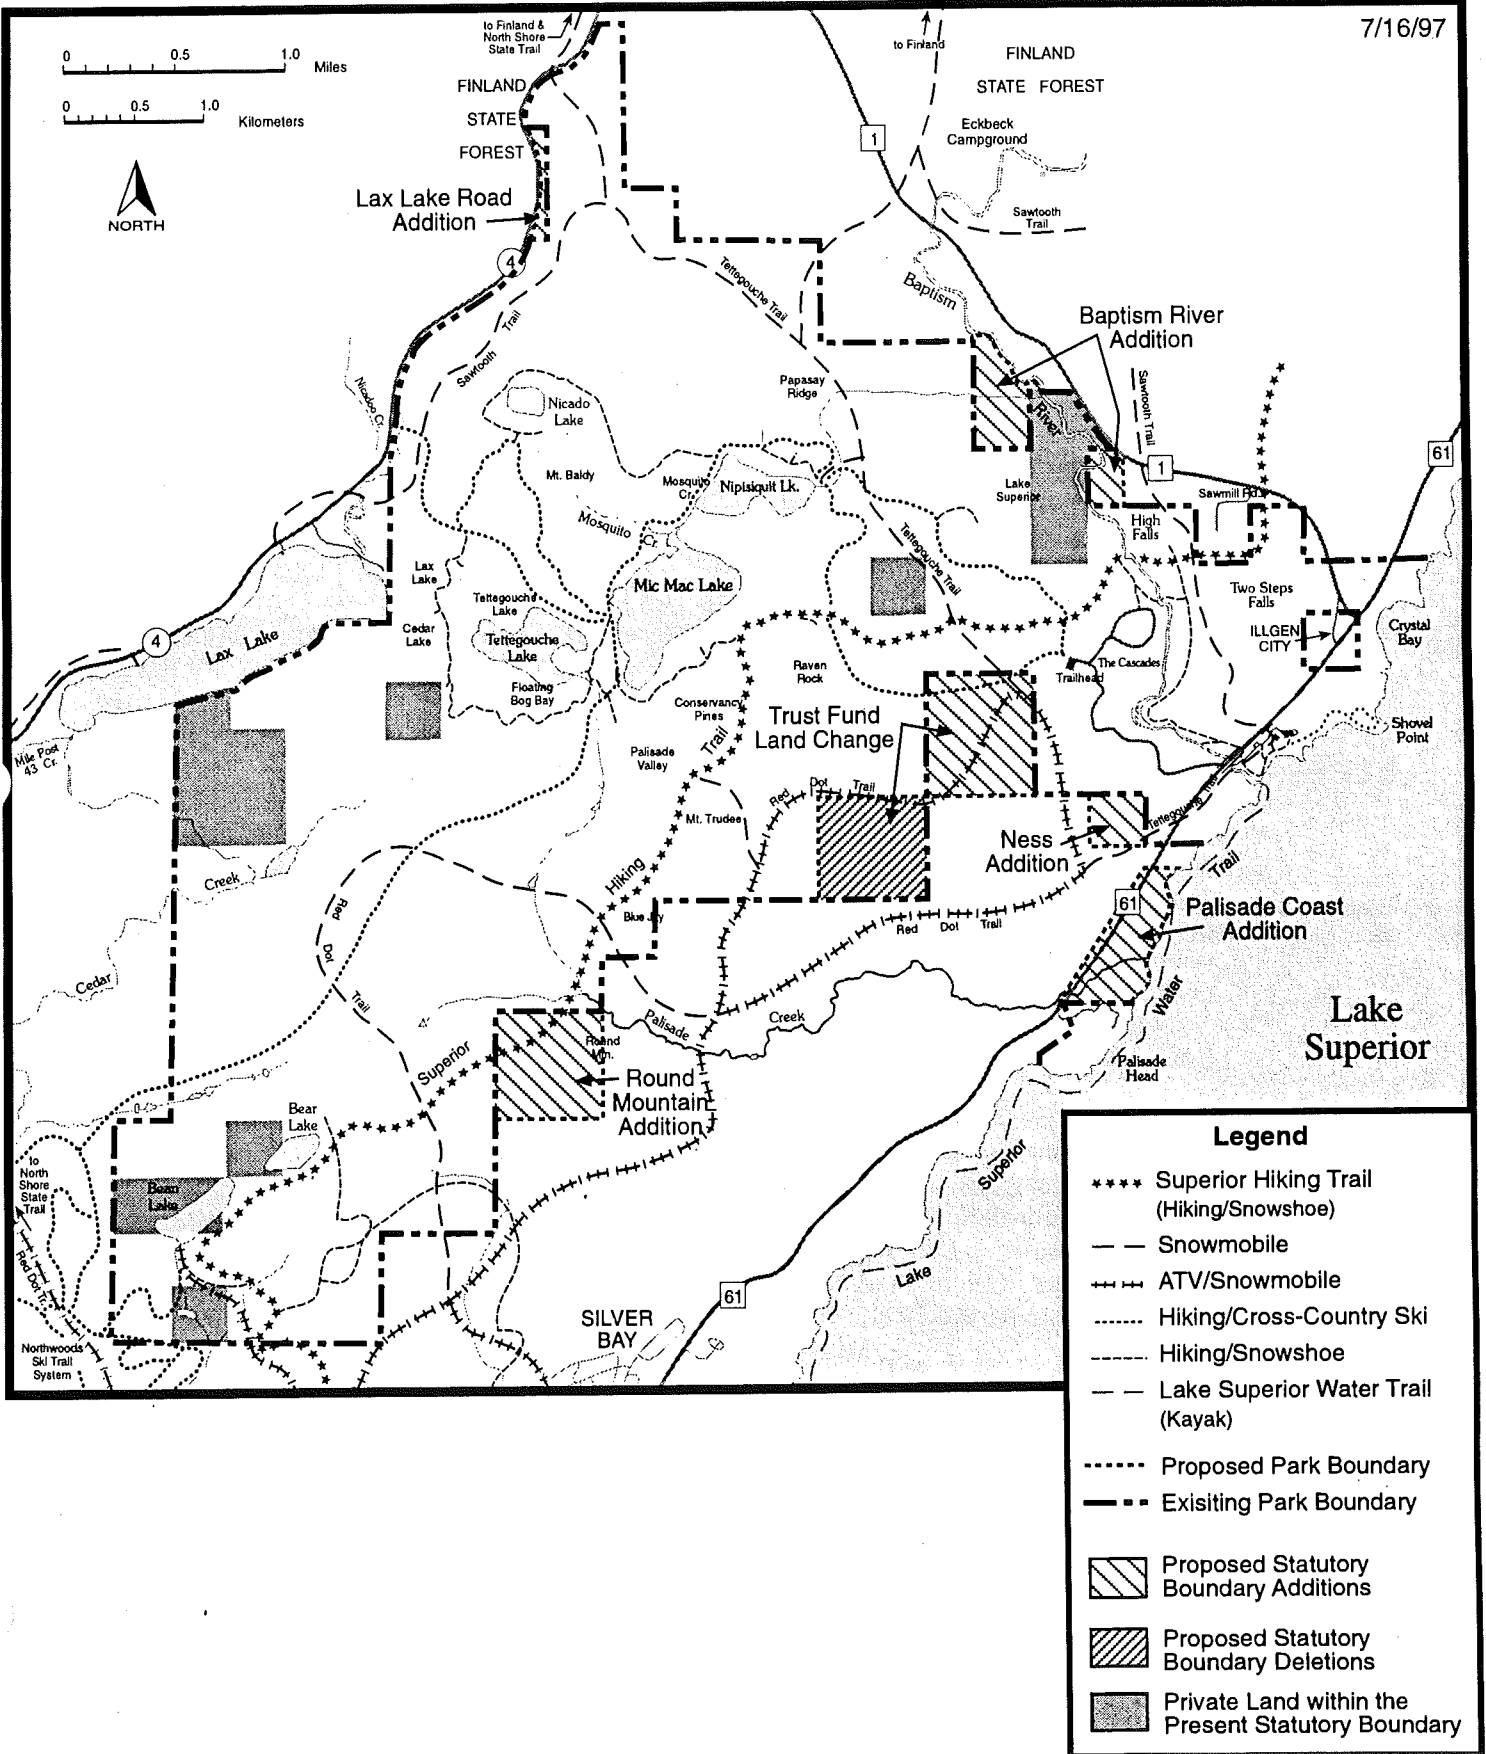 7/16/97
0 0.5 1.0
Miles
0 0.5 1.0
Kilometers
NORTH
to Finland &
North Shore
State Trail
FINLAND
STATE
FOREST
Lax Lake Road
Addition
4
to Finland
FINLAND
STATE FOREST
1
Eckbeck
Campground
Sawtooth
Trail
Baptism
Tettegouche Trail
Baptism River
Addition
Sawtooth
Trail
Nicadoo Cr.
Nicado
Lake
Papasay
Ridge
River
Sawtooth Trail
61
1
Mt. Baldy
Mosquito
Cr.
Nipisiquit Lk.
Lake
Superior
Sawmill Rd.
Mosquito
Cr.
High
Falls
Tettegouche Trail
Lax
Lake
Mic Mac Lake
Tettegouche
Lake
Two Steps
Falls
Cedar
Lake
Tettegouche
Lake
ILLGEN
CITY
Crystal
Bay
4
Lax Lake
Raven
Rock
The Cascades
Trailhead
Floating
Bog Bay
Conservancy
Pines
Trust Fund
Land Change
Shovel
Point
Trail
Mile Post
43 Cr.
Palisade
Valley
Red Dot Trail
Mt. Trudee
Tettegouche Trail
Ness
Addition
Creek
Hiking
Trail
Red
Dot
Trail
Blue Jay
Red Dot Trail
61
Palisade Coast
Addition
Cedar
Water
Palisade
Creek
Lake
Superior
Superior
Round
Mtn.
Palisade
Head
Round
Mountain
Addition
Bear
Lake
to
North
Shore
State
Trail
Bean
Lake
Superior
Red Dot Tr.
Lake
61
SILVER
BAY
Northwoods
Ski Trail
System
Legend
Superior Hiking Trail
(Hiking/Snowshoe)
Snowmobile
ATV/Snowmobile
Hiking/Cross-Country Ski
Hiking/Snowshoe
Lake Superior Water Trail
(Kayak)
Proposed Park Boundary
Exisiting Park Boundary
Proposed Statutory
Boundary Additions
Proposed Statutory
Boundary Deletions
Private Land within the
Present Statutory Boundary